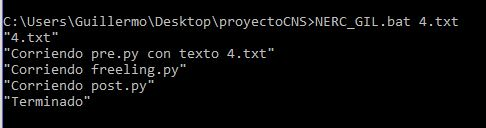 C:\Users\Guillermo\Desktop\proyectoCNS>NERC_GIL.bat 4.txt
"4.txt"
"Corriendo pre.py con texto 4.txt"
"Corriendo freeling.py"
"Corriendo post.py"
"Terminado"